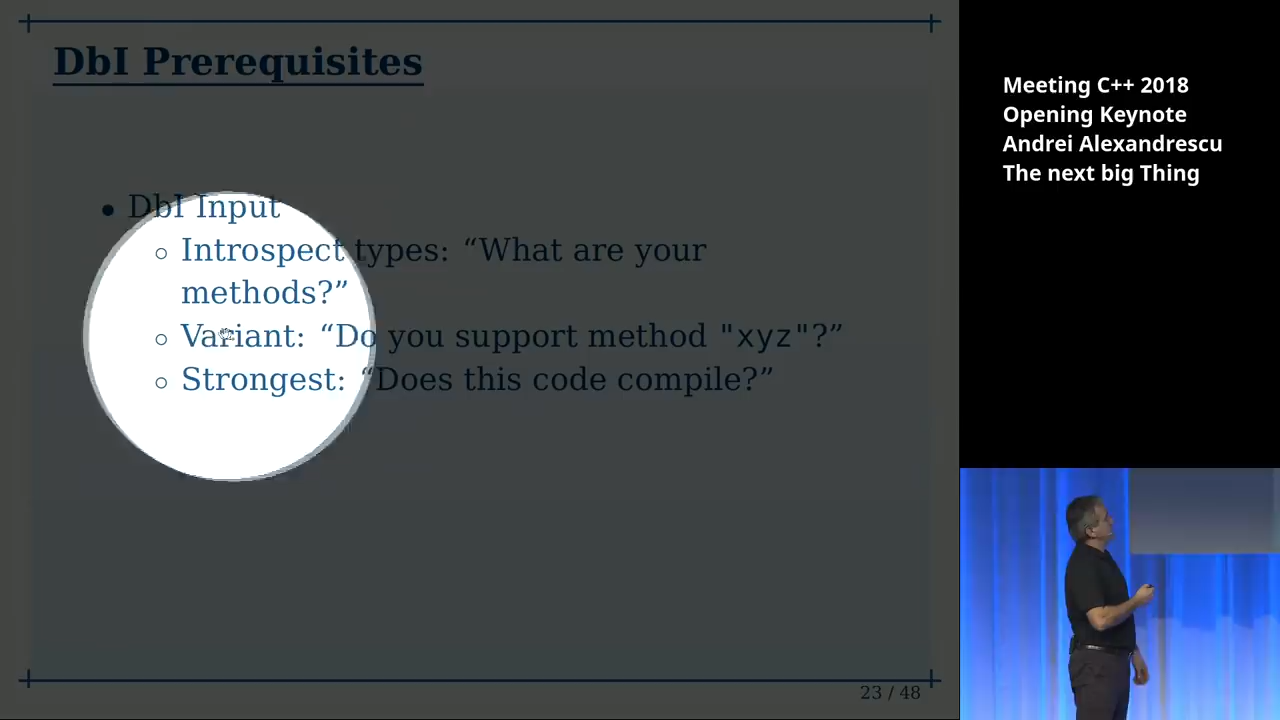 DbI Prerequisites
• DbI Input
○ Introspect types: “What are your
methods?”
○ Variant: “Do you support method "xyz"?”
○ Strongest: “Does this code compile?”
23 / 48
Meeting C++ 2018
Opening Keynote
Andrei Alexandrescu
The next big Thing